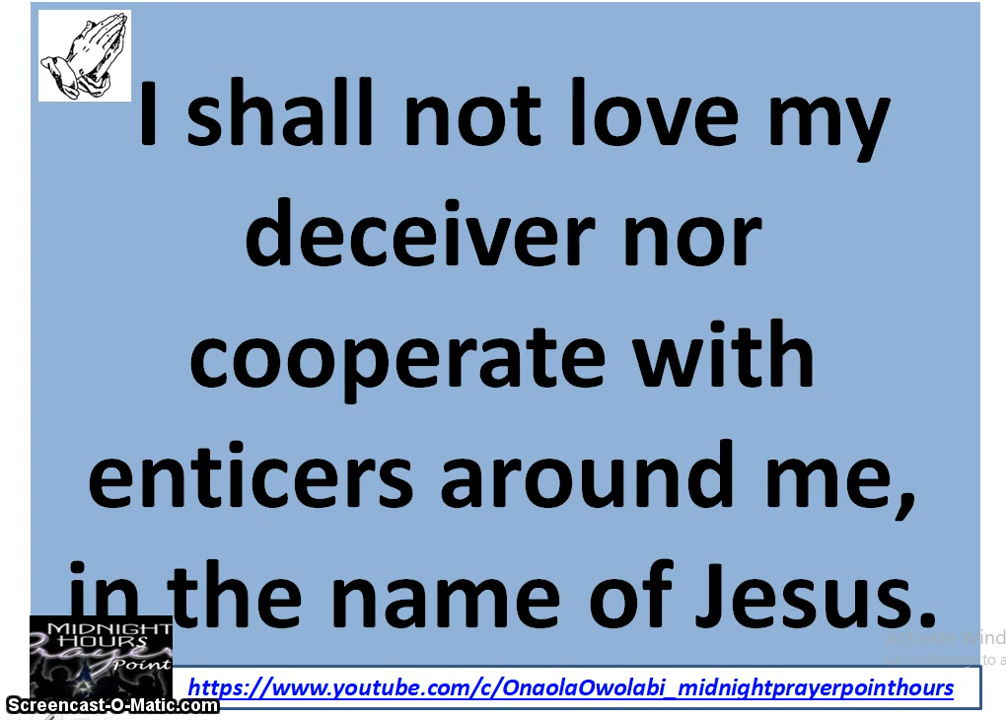 I shall not love my
deceiver nor
cooperate with
enticers around me,
in the name of Jesus.
MIDNIGHT
HOURS
Prayer
Point
https://www.youtube.com/c/OnaolaOwolabi_midnightprayerpointhours
Screencast-O-Matic.com